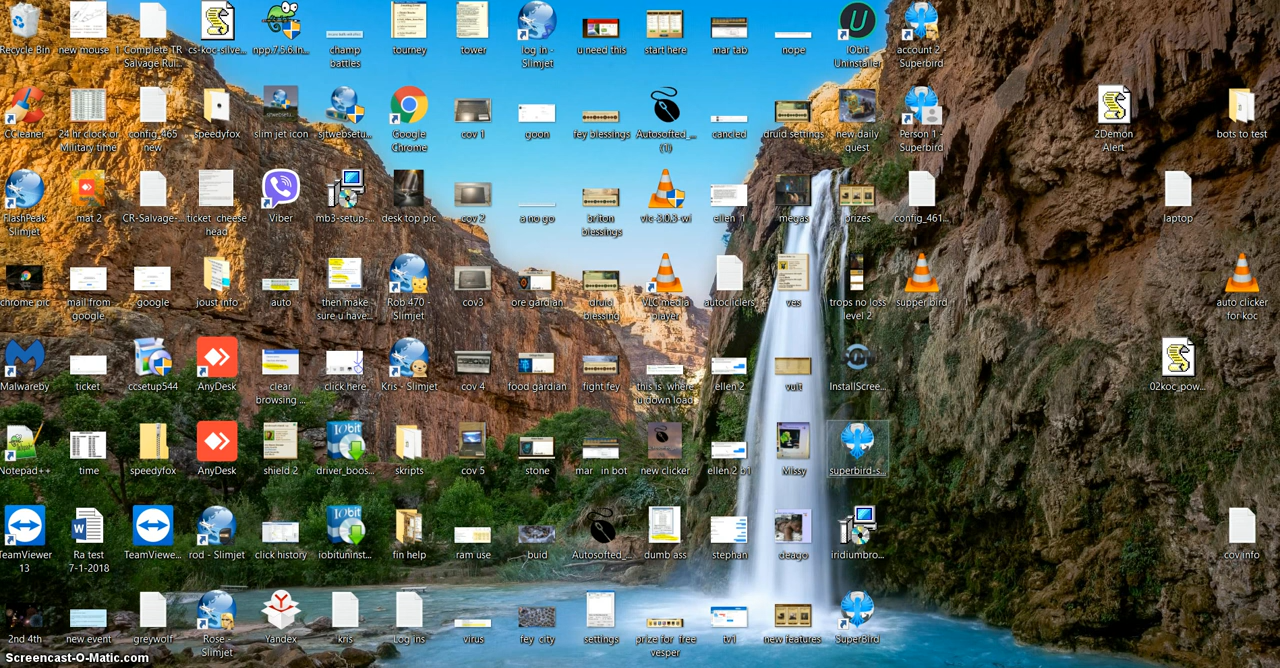 Recycle Bin
new mouse
1 Complete TR
Salvage Rul...
cs-koc-silve...
npp.7.5.6.In...
champ
battles
tourney
tower
log in -
Slimjet
u need this
start here
mar tab
nope
IObit
Uninstaller
account 2 -
Superbird
CCleaner
24 hr clock or
Military time
config_465
new
speedyfox
slim jet icon
sjtwebsetu...
Google
Chrome
cov 1
goon
fey blessings
Autosofted_...
(1)
cancled
druid settings
new daily
quest
Person 1 -
Superbird
2Demon
Alert
bots to test
FlashPeak
Slimjet
mat 2
CR-Salvage-...
ticket cheese
head
Viber
mb3-setup-...
desk top pic
cov 2
a no go
briton
blessings
vlc-3.0.3-wi...
ellen 1
megas
prizes
config_461...
laptop
chrome pic
mail from
google
google
joust info
auto
then make
sure u have...
Rob 470 -
Slimjet
cov3
ore gardian
druid
blessing
VLC media
player
autocliclers
yes
trops no loss
level 2
supper bird
auto clicker
for koc
Malwareby
ticket
ccsetup544
AnyDesk
clear
browsing ...
click here
Kris - Slimjet
cov 4
food gardian
fight fey
this is where
u down load
ellen 2
vuit
InstallScree...
02koc_pow...
Notepad++
time
speedyfox
AnyDesk
shield 2
driver_boos...
skripts
cov 5
stone
mar in bot
new clicker
ellen 2 b1
Missy
superbird-s...
TeamViewer
13
Ra test
7-1-2018
TeamViewe...
rod - Slimjet
click history
iobituninst...
fin help
ram use
buid
Autosofted_...
dumb ass
stephan
deago
iridiumbro...
cov info
2nd 4th
new event
greywolf
Rose -
Slimjet
Yandex
kris
Log ins
virus
fey city
settings
prize for free
vesper
tv1
new features
SuperBird
Screencast-O-Matic.com